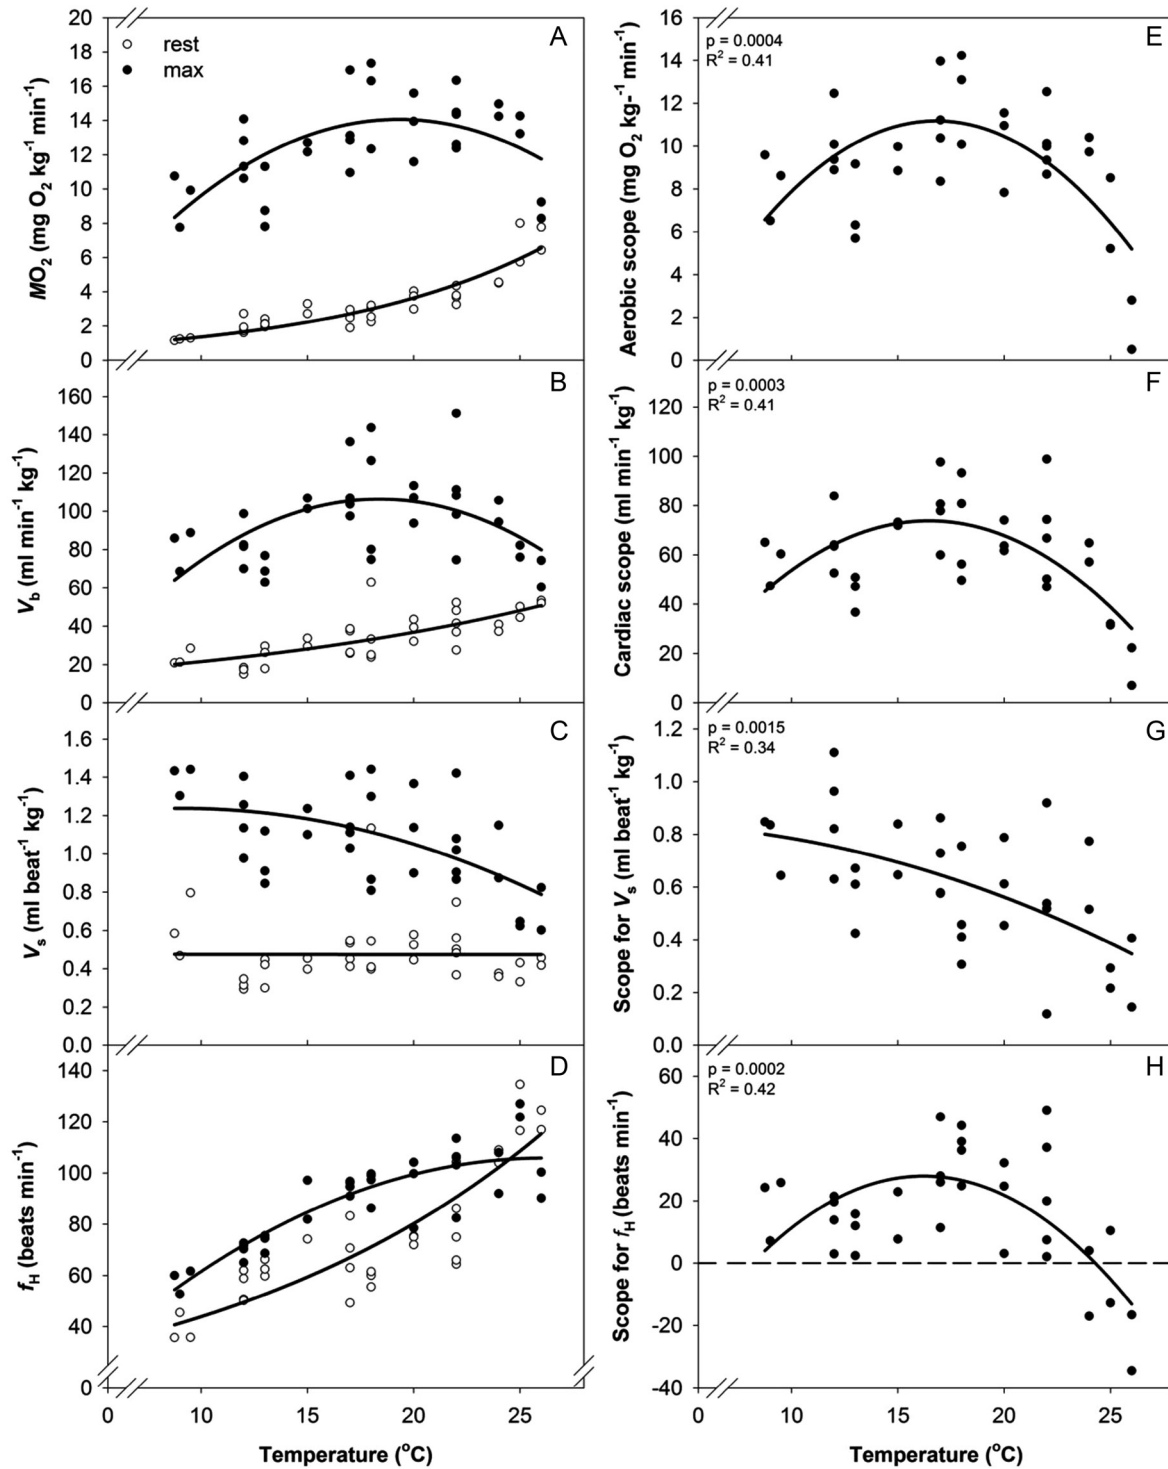 A
rest
max
MO₂ (mg O₂ kg⁻¹ min⁻¹)
20
18
16
14
12
10
8
6
4
2
0
B
V_b (ml min⁻¹ kg⁻¹)
160
140
120
100
80
60
40
20
0
C
V_s (ml beat⁻¹ kg⁻¹)
1.6
1.4
1.2
1.0
0.8
0.6
0.4
0.2
0.0
D
f_H (beats min⁻¹)
140
120
100
80
60
40
0
0 10 15 20 25
Temperature (°C)
E
p = 0.0004
R² = 0.41
Aerobic scope (mg O₂ kg-¹ min⁻¹)
16
14
12
10
8
6
4
2
0
F
p = 0.0003
R² = 0.41
Cardiac scope (ml min⁻¹ kg⁻¹)
120
100
80
60
40
20
0
G
p = 0.0015
R² = 0.34
Scope for V_s (ml beat⁻¹ kg⁻¹)
1.2
1.0
0.8
0.6
0.4
0.2
0.0
H
p = 0.0002
R² = 0.42
Scope for f_H (beats min⁻¹)
60
40
20
0
-20
-40
0 10 15 20 25
Temperature (°C)